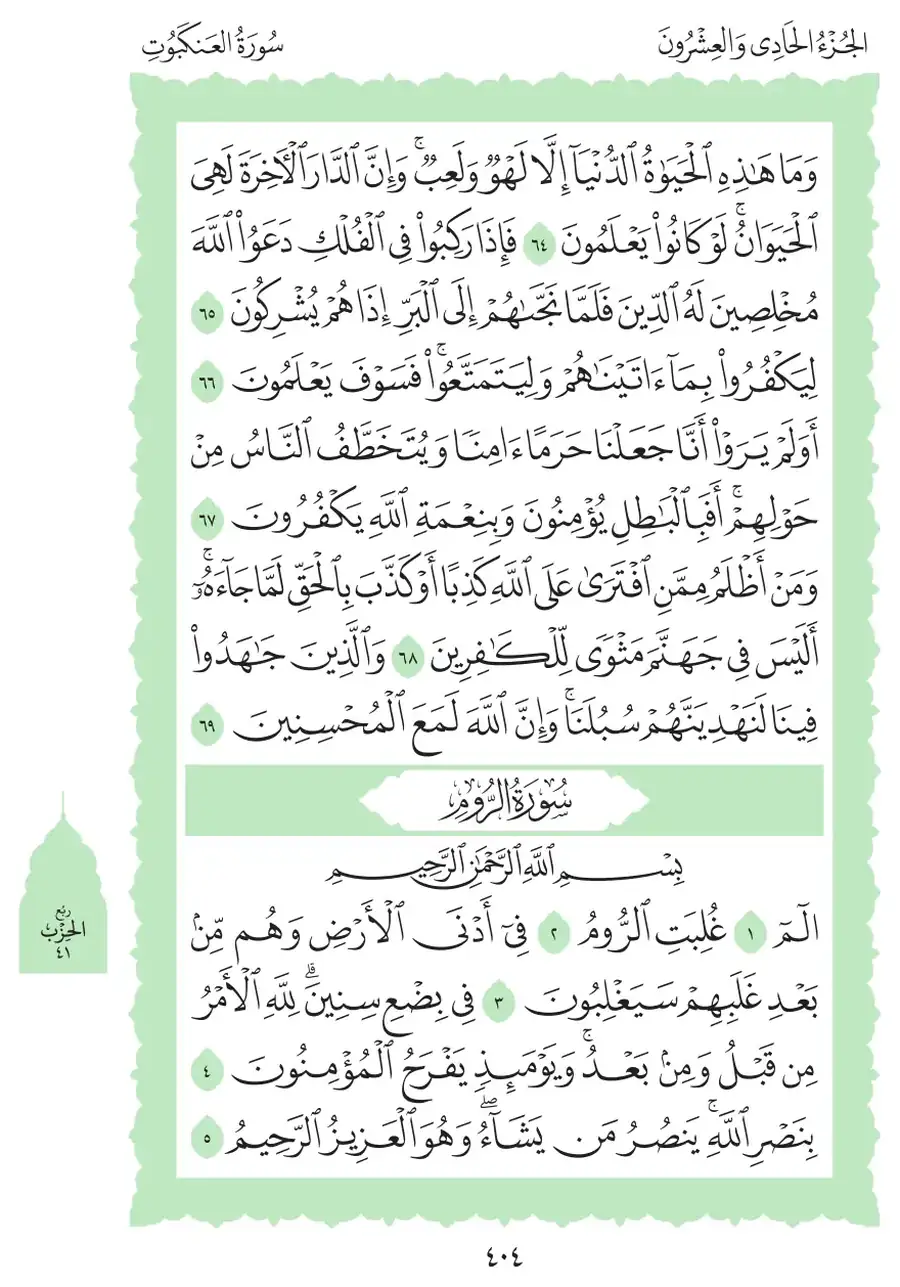 الجُزْءُ الحَادِى وَالعِشْرُونَ
سُورَةُ العَنكَبُوتِ
وَمَا هَٰذِهِ ٱلْحَيَوٰةُ ٱلدُّنْيَآ إِلَّا لَهْوٌ وَلَعِبٌ ۚ وَإِنَّ ٱلدَّارَ ٱلْأَخِرَةَ لَهِىَ
ٱلْحَيَوَانُ ۚ لَوْ كَانُوا۟ يَعْلَمُونَ ٦٤ فَإِذَا رَكِبُوا۟ فِى ٱلْفُلْكِ دَعَوُا۟ ٱللَّهَ
مُخْلِصِينَ لَهُ ٱلدِّينَ فَلَمَّا نَجَّىٰهُمْ إِلَى ٱلْبَرِّ إِذَا هُمْ يُشْرِكُونَ ٦٥
لِيَكْفُرُوا۟ بِمَآ ءَاتَيْنَٰهُمْ وَلِيَتَمَتَّعُوا۟ ۚ فَسَوْفَ يَعْلَمُونَ ٦٦
أَوَلَمْ يَرَوْا۟ أَنَّا جَعَلْنَا حَرَمًا ءَامِنًا وَيُتَخَطَّفُ ٱلنَّاسُ مِنْ
حَوْلِهِمْ ۚ أَفَبِٱلْبَٰطِلِ يُؤْمِنُونَ وَبِنِعْمَةِ ٱللَّهِ يَكْفُرُونَ ٦٧
وَمَنْ أَظْلَمُ مِمَّنِ ٱفْتَرَىٰ عَلَى ٱللَّهِ كَذِبًا أَوْ كَذَّبَ بِٱلْحَقِّ لَمَّا جَآءَهُۥٓ ۚ
أَلَيْسَ فِى جَهَنَّمَ مَثْوًى لِّلْكَٰفِرِينَ ٦٨ وَٱلَّذِينَ جَٰهَدُوا۟
فِينَا لَنَهْدِيَنَّهُمْ سُبُلَنَا ۚ وَإِنَّ ٱللَّهَ لَمَعَ ٱلْمُحْسِنِينَ ٦٩
سُورَةُ الرُّومِ
بِسْمِ ٱللَّهِ ٱلرَّحْمَٰنِ ٱلرَّحِيمِ
الٓمٓ ١ غُلِبَتِ ٱلرُّومُ ٢ فِىٓ أَدْنَى ٱلْأَرْضِ وَهُم مِّنۢ
بَعْدِ غَلَبِهِمْ سَيَغْلِبُونَ ٣ فِى بِضْعِ سِنِينَ ۗ لِلَّهِ ٱلْأَمْرُ
مِن قَبْلُ وَمِنۢ بَعْدُ ۚ وَيَوْمَئِذٍ يَفْرَحُ ٱلْمُؤْمِنُونَ ٤
بِنَصْرِ ٱللَّهِ ۚ يَنصُرُ مَن يَشَآءُ ۖ وَهُوَ ٱلْعَزِيزُ ٱلرَّحِيمُ ٥
رُبْع
الحِزْب
٤١
٤٠٤